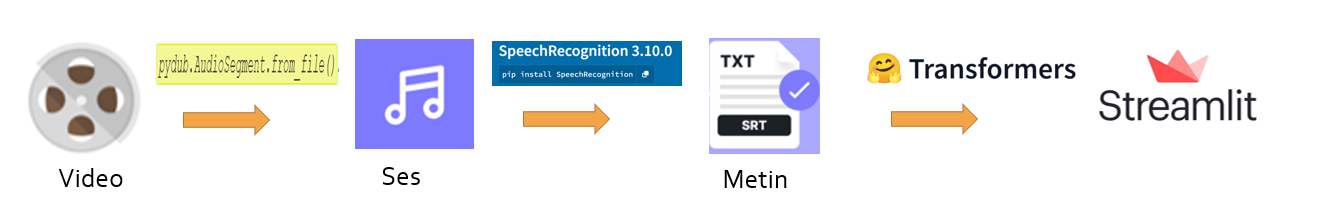 pydub.AudioSegment.from_file().
SpeechRecognition 3.10.0
pip install SpeechRecognition
TXT
SRT
🤗 Transformers
Streamlit
Video
Ses
Metin